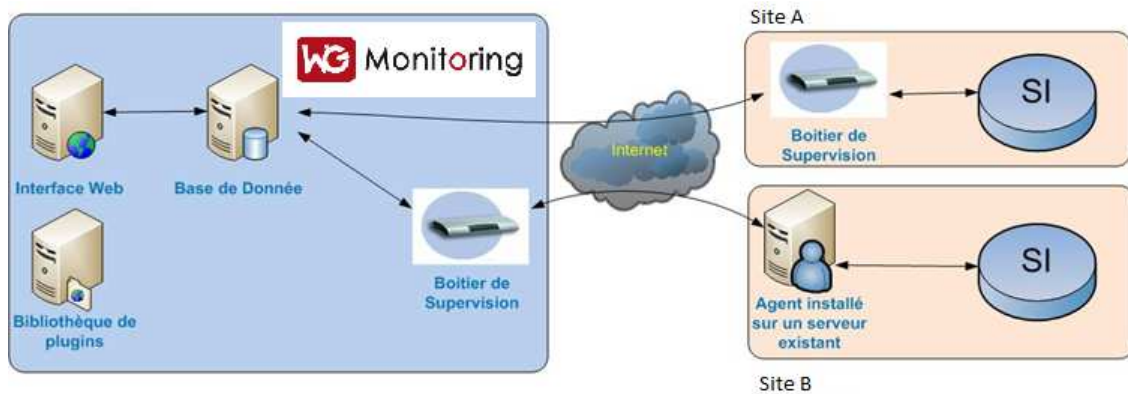 WG Monitoring
Interface Web
Base de Donnée
Bibliothèque de
plugins
Boitier de
Supervision
Internet
Site A
Boitier de
Supervision
SI
Agent installé
sur un serveur
existant
SI
Site B